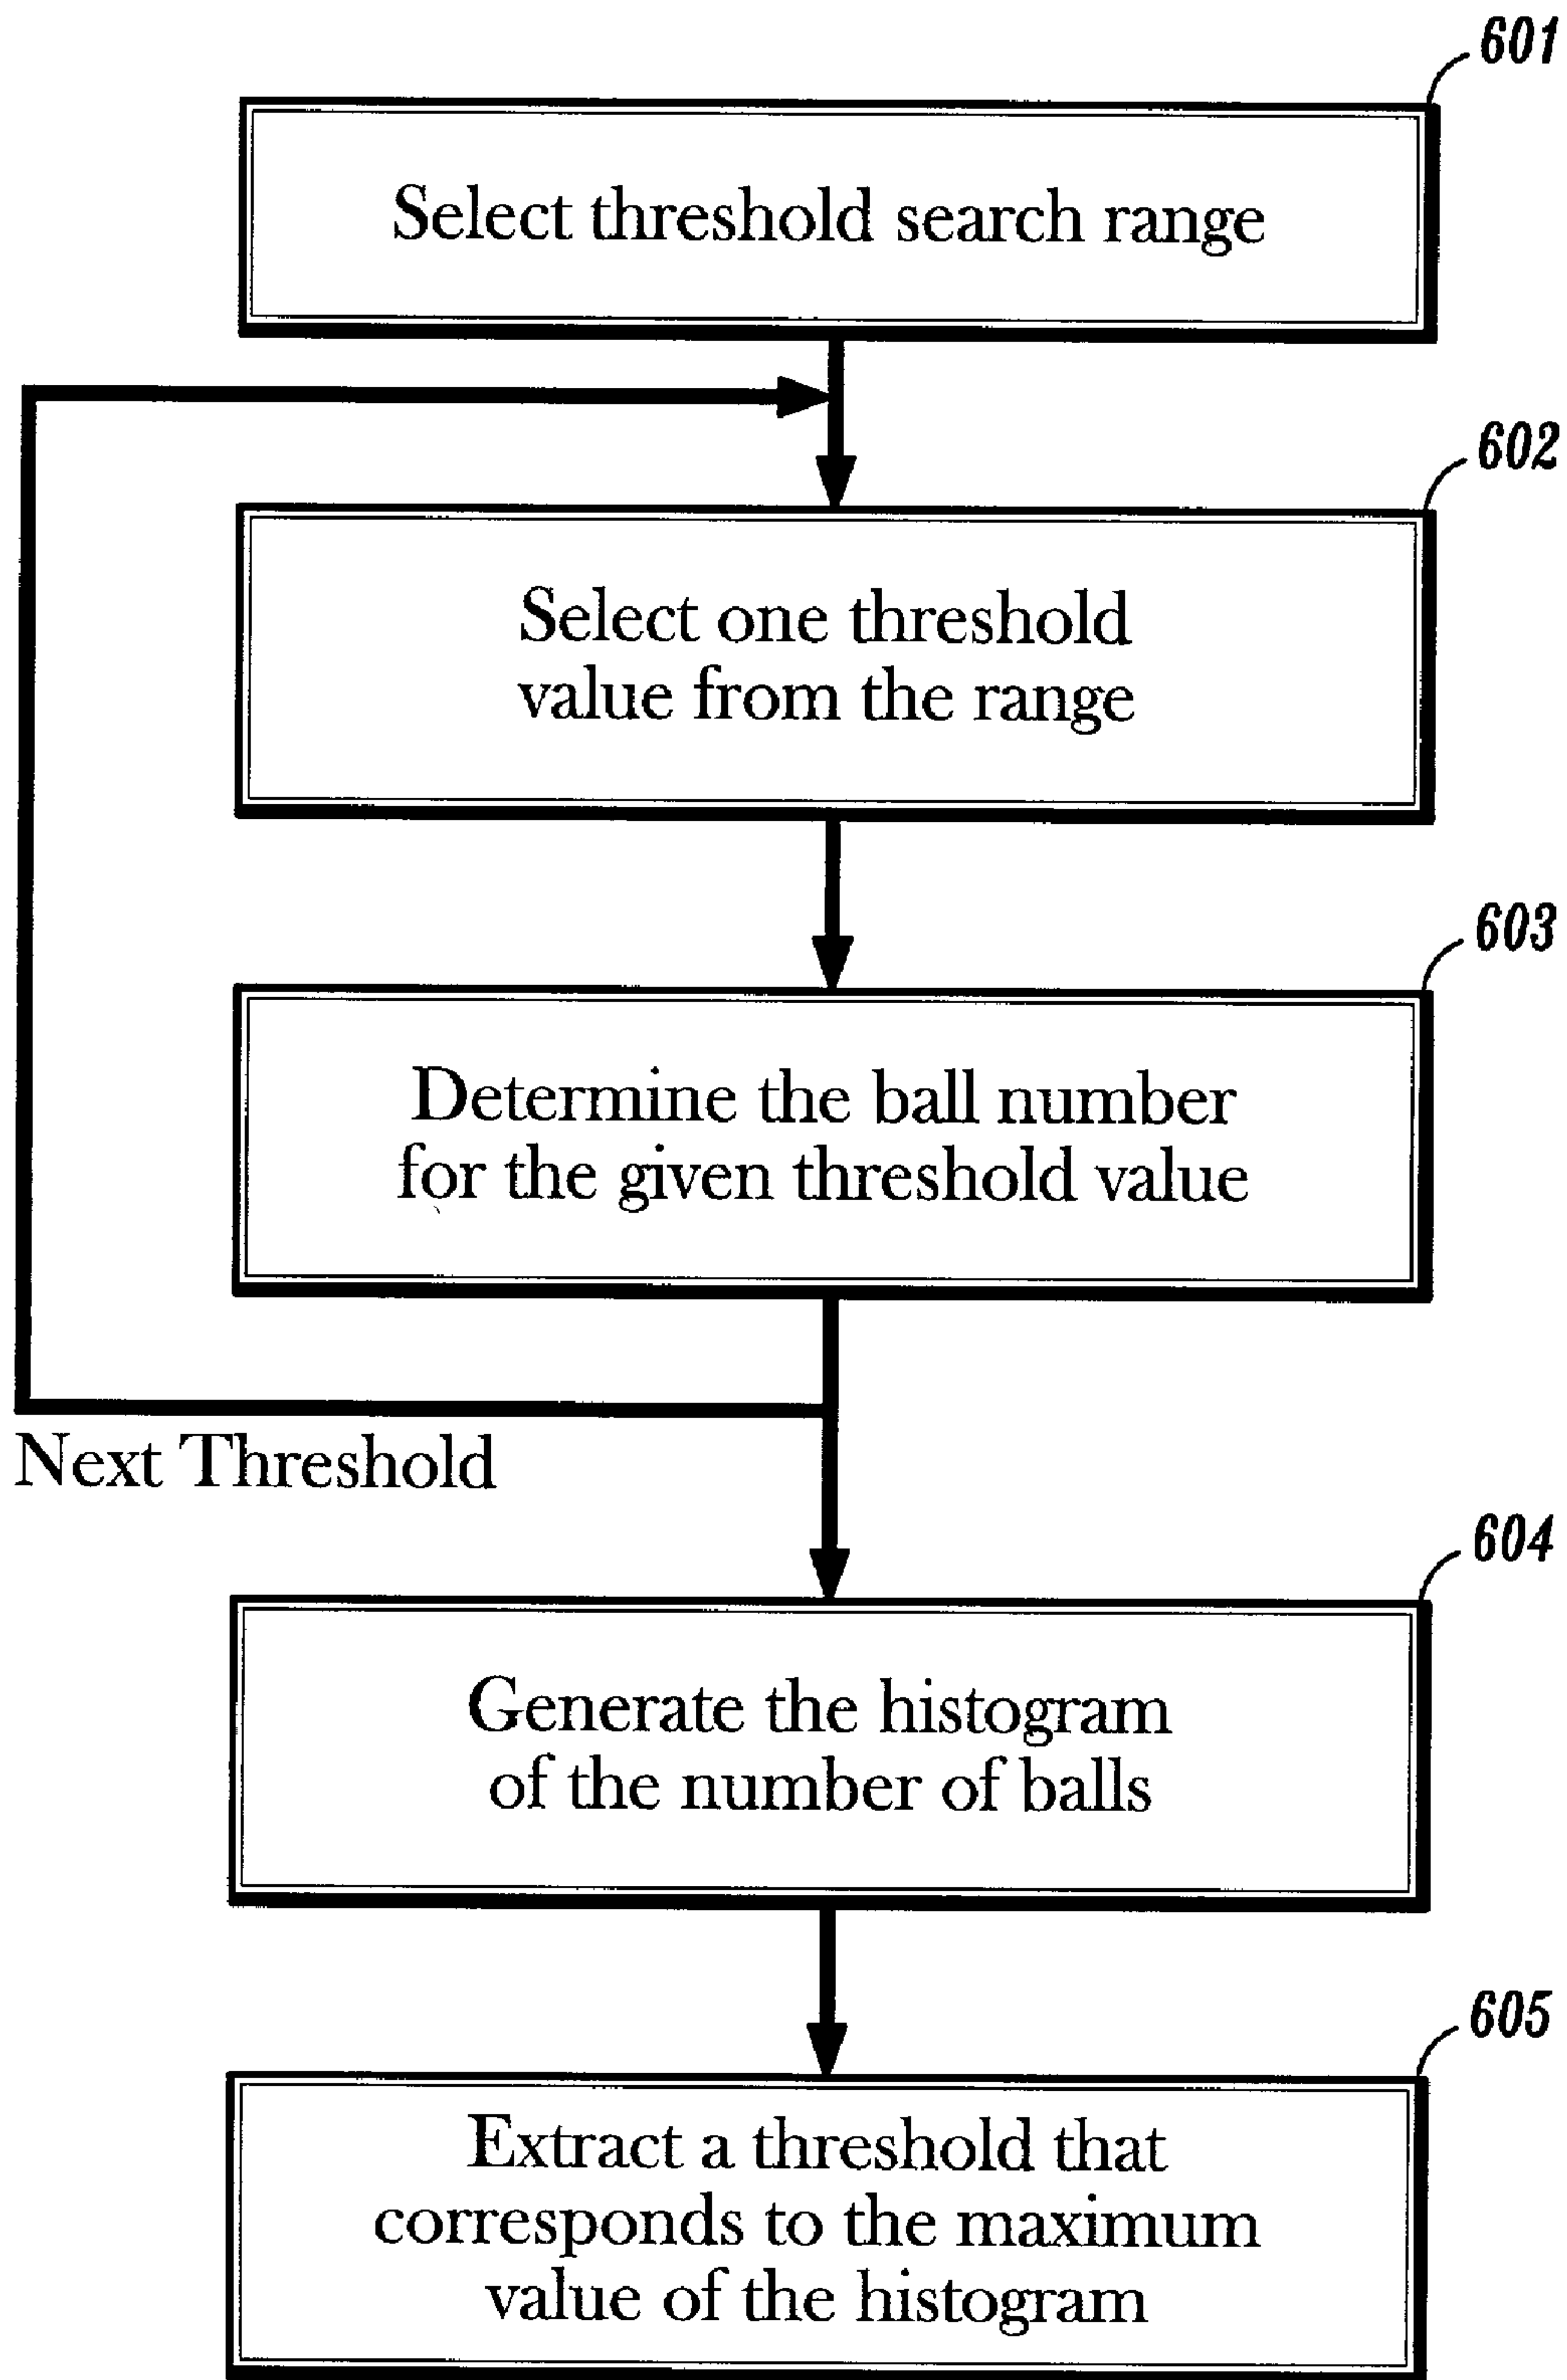 601
Select threshold search range
602
Select one threshold
value from the range
603
Determine the ball number
for the given threshold value
Next Threshold
604
Generate the histogram
of the number of balls
605
Extract a threshold that
corresponds to the maximum
value of the histogram